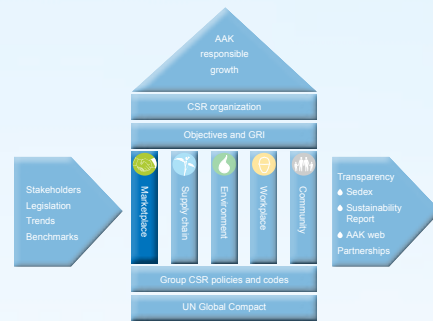 AAK
responsible
growth
CSR organization
Objectives and GRI
Stakeholders
Legislation
Trends
Benchmarks
Marketplace
Supply chain
Environment
Workplace
Community
Transparency
Sedex
Sustainability
Report
AAK web
Partnerships
Group CSR policies and codes
UN Global Compact